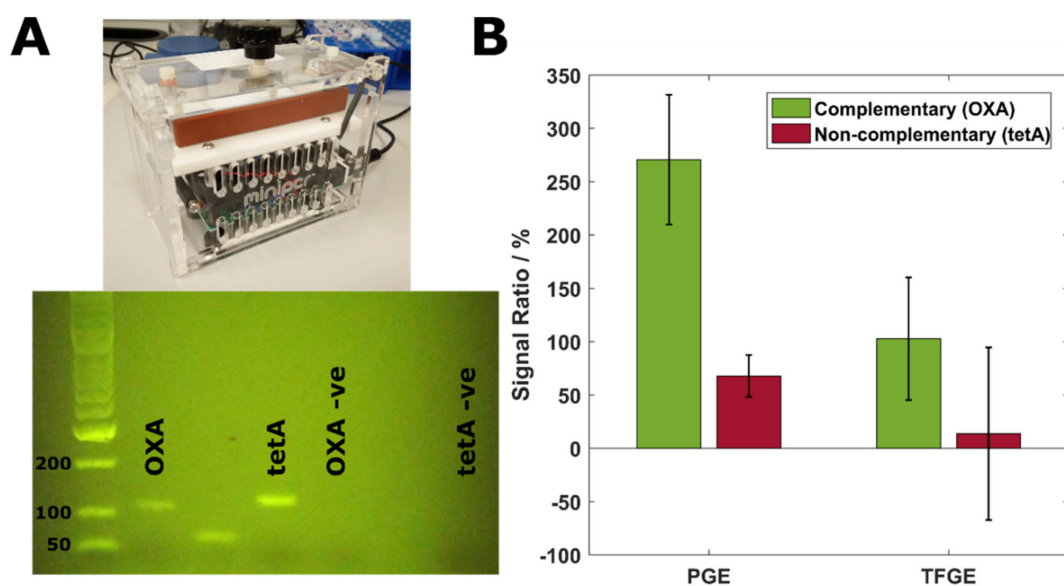 A
minipcr
200
100
50
OXA
tetA
OXA -ve
tetA -ve
B
350
300
250
200
150
100
50
0
-50
-100
Signal Ratio / %
Complementary (OXA)
Non-complementary (tetA)
PGE
TFGE